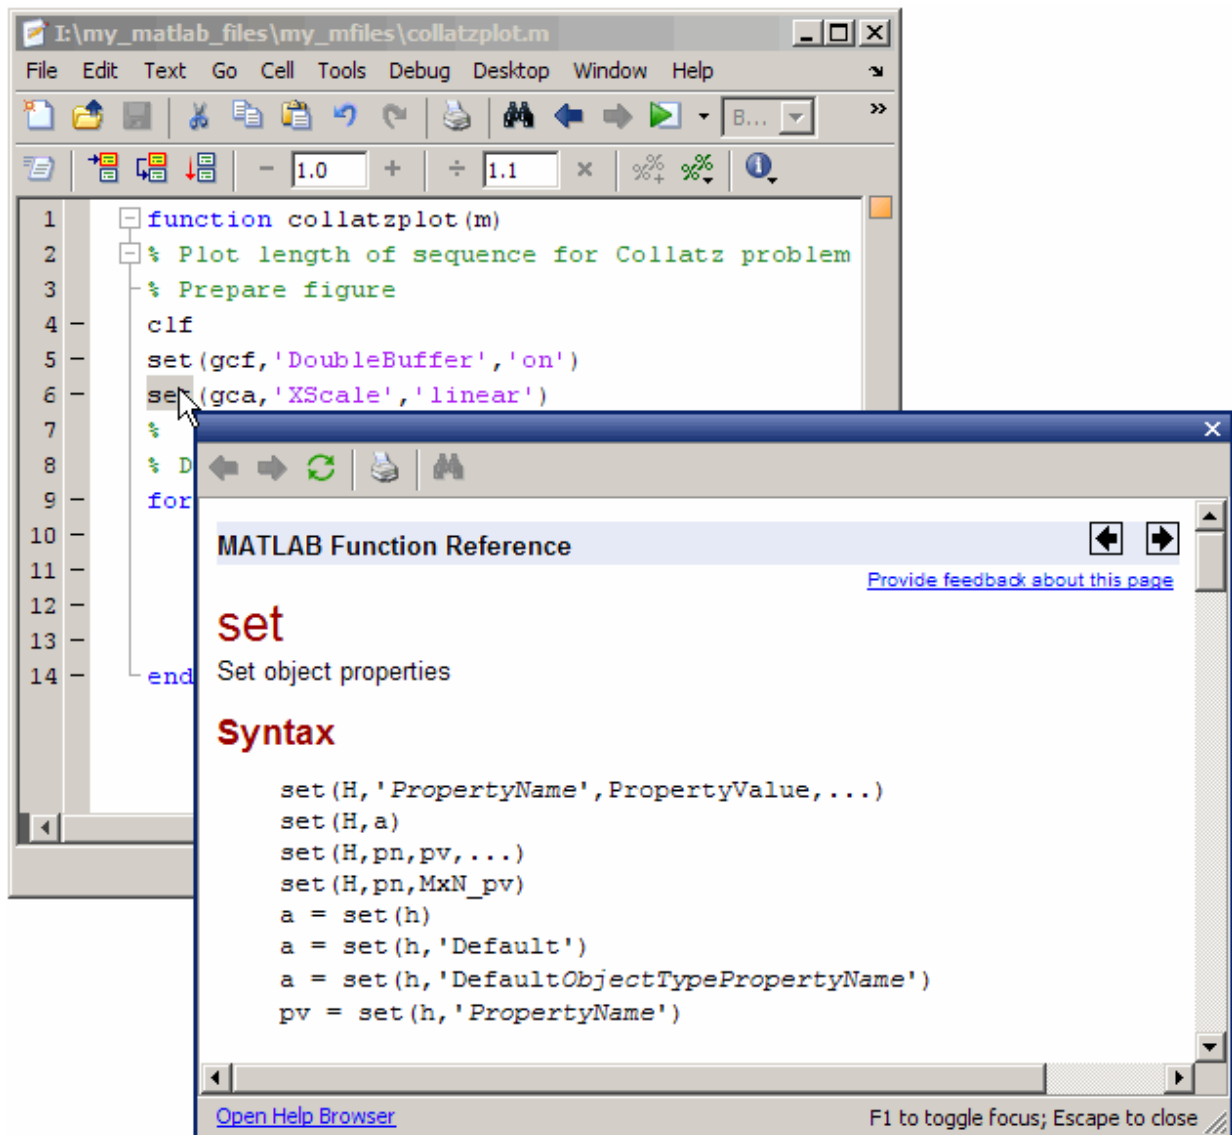 I:\my_matlab_files\my_mfiles\collatzplot.m
File Edit Text Go Cell Tools Debug Desktop Window Help
B...
1.0 1.1
1 function collatzplot(m)
2 % Plot length of sequence for Collatz problem
3 % Prepare figure
4 - clf
5 - set(gcf,'DoubleBuffer','on')
6 - set(gca,'XScale','linear')
7 %
8 % D
9 - for
10 -
11 -
12 -
13 -
14 - end
MATLAB Function Reference
Provide feedback about this page
set
Set object properties
Syntax
set(H,'PropertyName',PropertyValue,...)
set(H,a)
set(H,pn,pv,...)
set(H,pn,MxN_pv)
a = set(h)
a = set(h,'Default')
a = set(h,'DefaultObjectTypePropertyName')
pv = set(h,'PropertyName')
Open Help Browser F1 to toggle focus; Escape to close